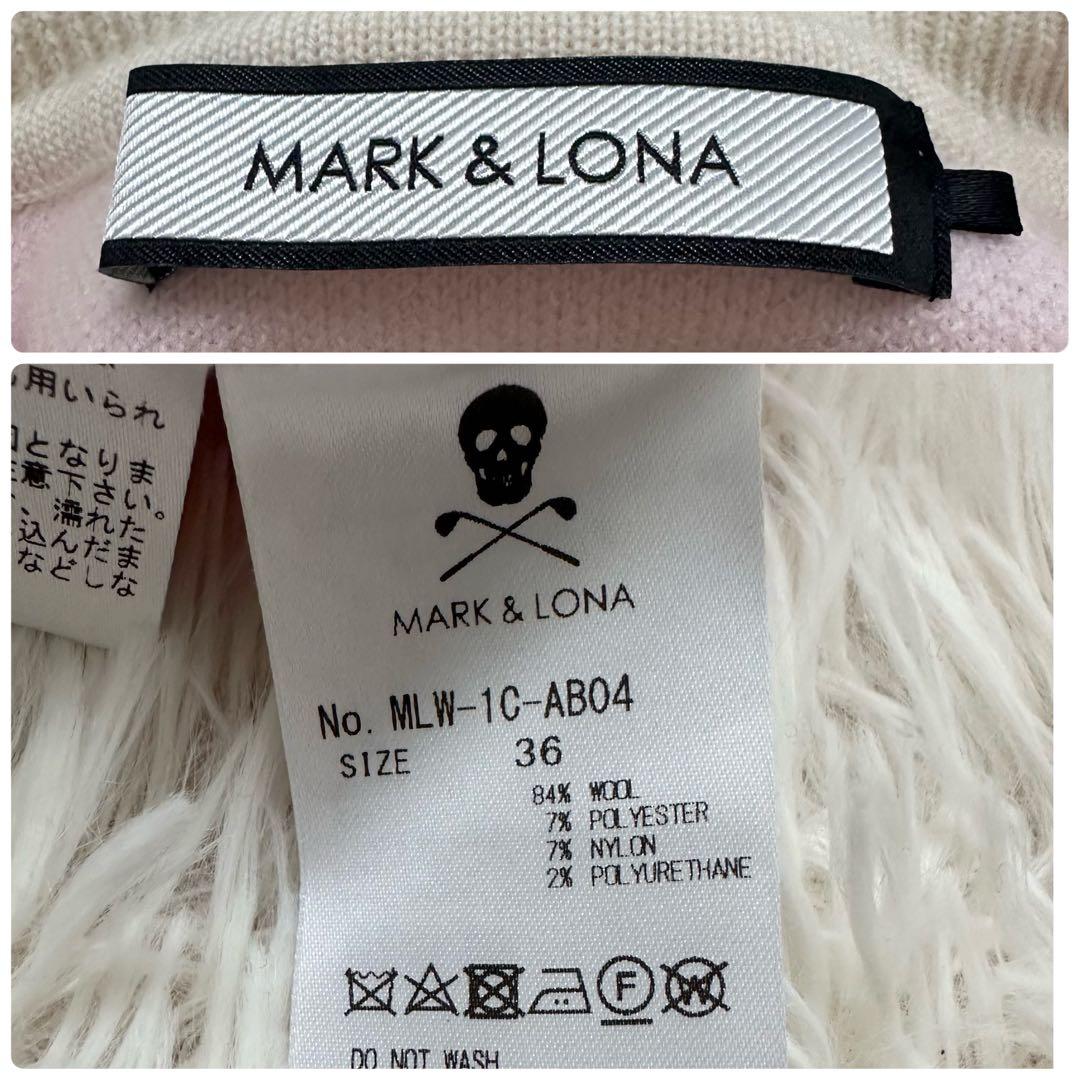 MARK & LONA
用いられ
となりま
意下さい。
、濡れた
込んだま
などしな
MARK & LONA
No. MLW-1C-AB04
SIZE 36
84% WOOL
7% POLYESTER
7% NYLON
2% POLYURETHANE
F W
DO NOT WASH